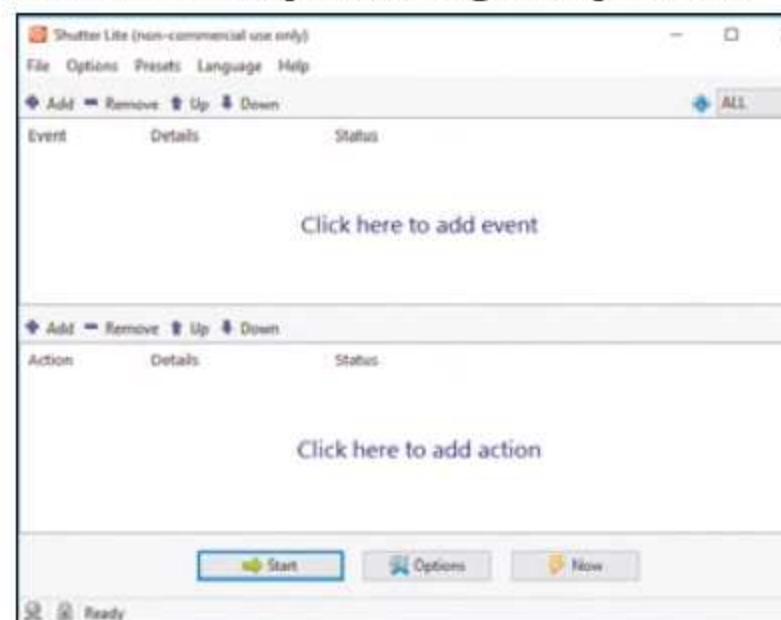 Shutter Lite (non-commercial use only)
File Options Presets Language Help
Add Remove Up Down ALL
Event Details Status
Click here to add event
Add Remove Up Down
Action Details Status
Click here to add action
Start Options Now
Ready